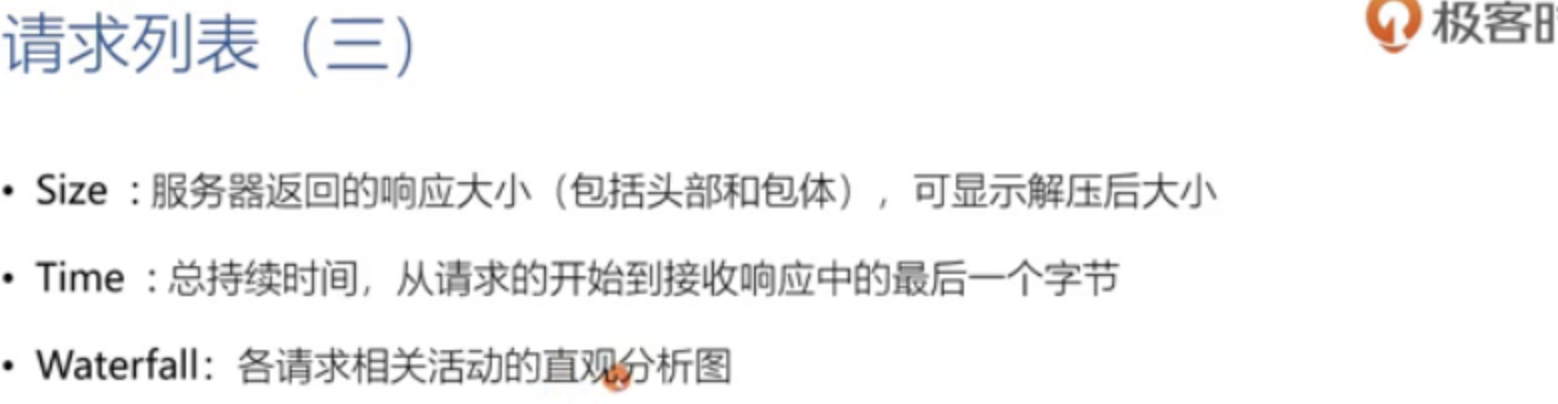 请求列表（三）
极客时
• Size ：服务器返回的响应大小（包括头部和包体），可显示解压后大小
• Time ：总持续时间，从请求的开始到接收响应中的最后一个字节
• Waterfall：各请求相关活动的直观分析图